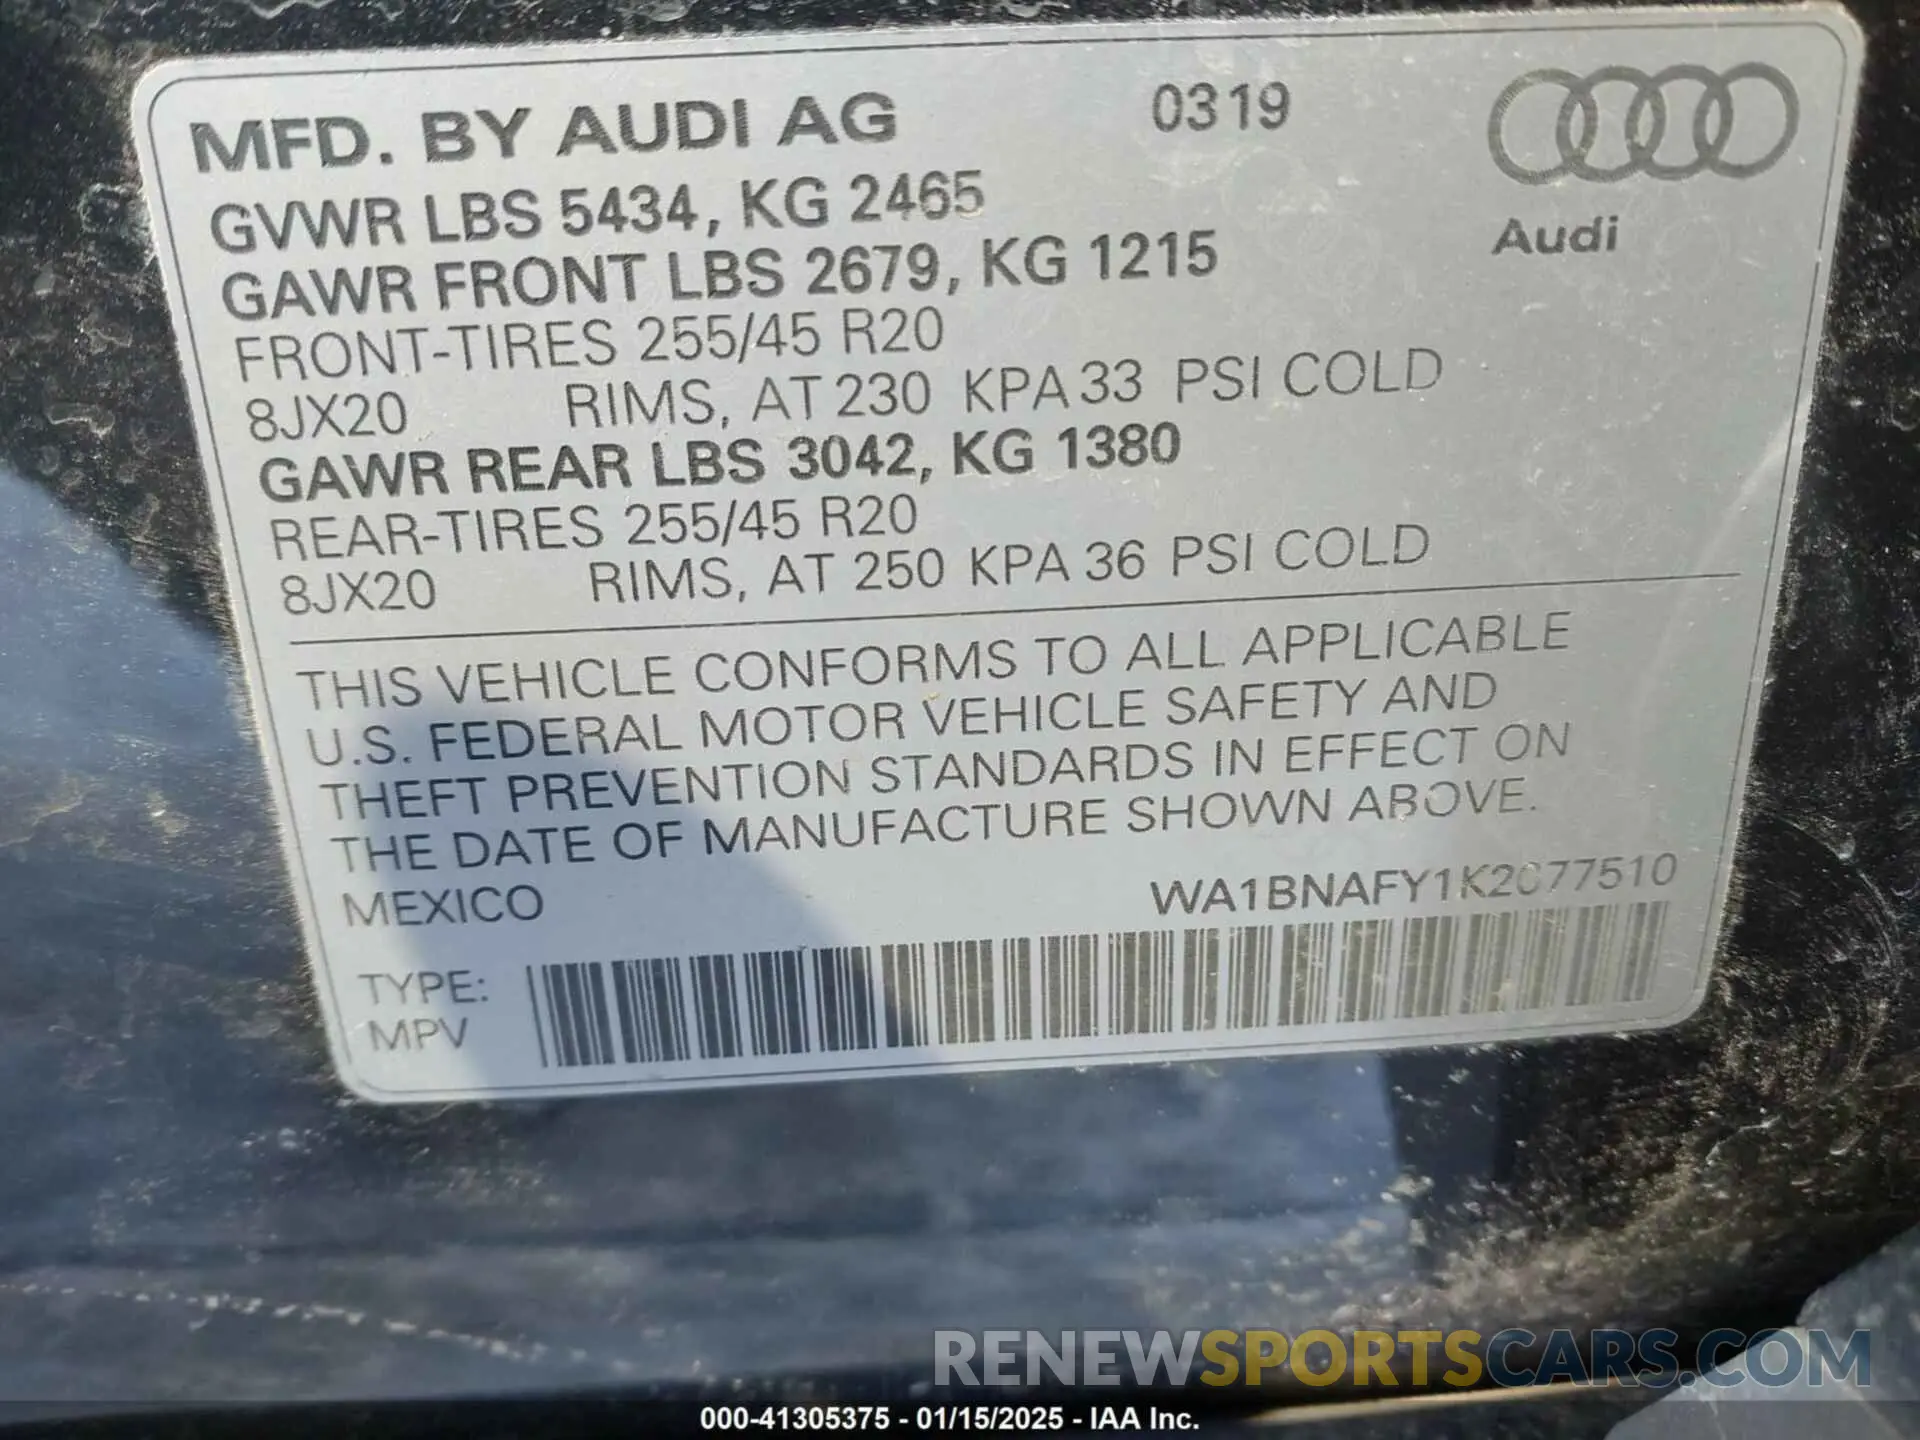 MFD. BY AUDI AG 0319
GVWR LBS 5434, KG 2465
Audi
GAWR FRONT LBS 2679, KG 1215
FRONT-TIRES 255/45 R20
8JX20 RIMS, AT 230 KPA 33 PSI COLD
GAWR REAR LBS 3042, KG 1380
REAR-TIRES 255/45 R20
8JX20 RIMS, AT 250 KPA 36 PSI COLD
THIS VEHICLE CONFORMS TO ALL APPLICABLE
U.S. FEDERAL MOTOR VEHICLE SAFETY AND
THEFT PREVENTION STANDARDS IN EFFECT ON
THE DATE OF MANUFACTURE SHOWN ABOVE.
MEXICO WA1BNAFY1K2077510
TYPE:
MPV
RENEWSPORTSCARS.COM
000-41305375 - 01/15/2025 - IAA Inc.